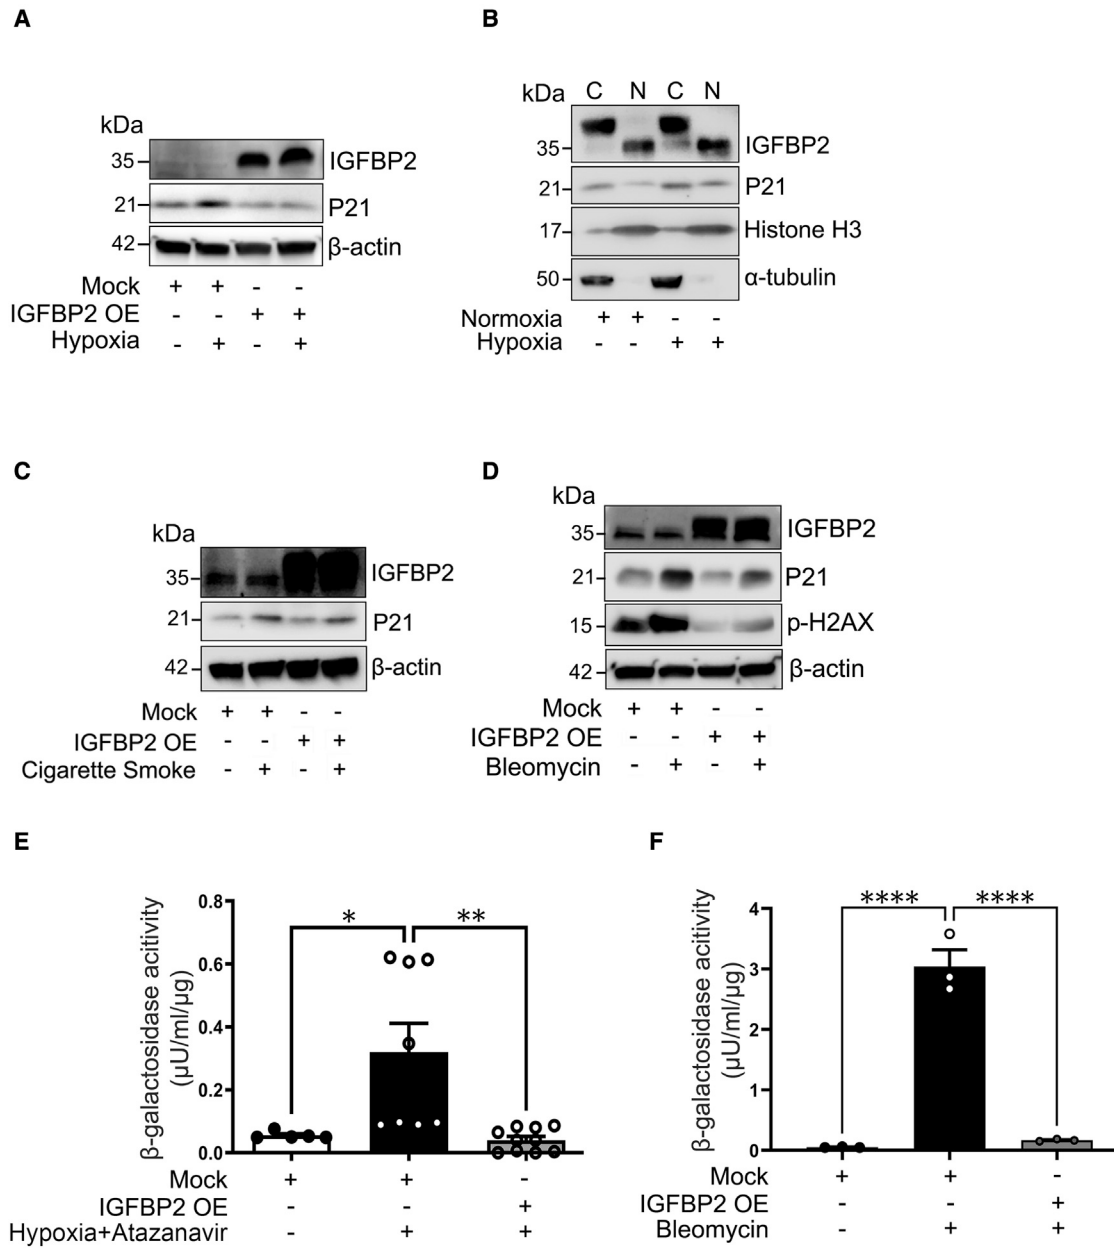 A
kDa
35 IGFBP2
21 P21
42 β-actin
Mock + + - -
IGFBP2 OE - - + +
Hypoxia - + - +
B
kDa C N C N
35 IGFBP2
21 P21
17 Histone H3
50 α-tubulin
Normoxia + + - -
Hypoxia - - + +
C
kDa
35 IGFBP2
21 P21
42 β-actin
Mock + + - -
IGFBP2 OE - - + +
Cigarette Smoke - + - +
D
kDa
35 IGFBP2
21 P21
15 p-H2AX
42 β-actin
Mock + + - -
IGFBP2 OE - - + +
Bleomycin - + - +
E
β-galactosidase acitivity
(μU/ml/μg)
0.8
0.6
0.4
0.2
0.0
* **
Mock + + -
IGFBP2 OE - - +
Hypoxia+Atazanavir - + +
F
β-galactosidase acitivity
(μU/ml/μg)
4
3
2
1
0
**** ****
Mock + + -
IGFBP2 OE - - +
Bleomycin - + +